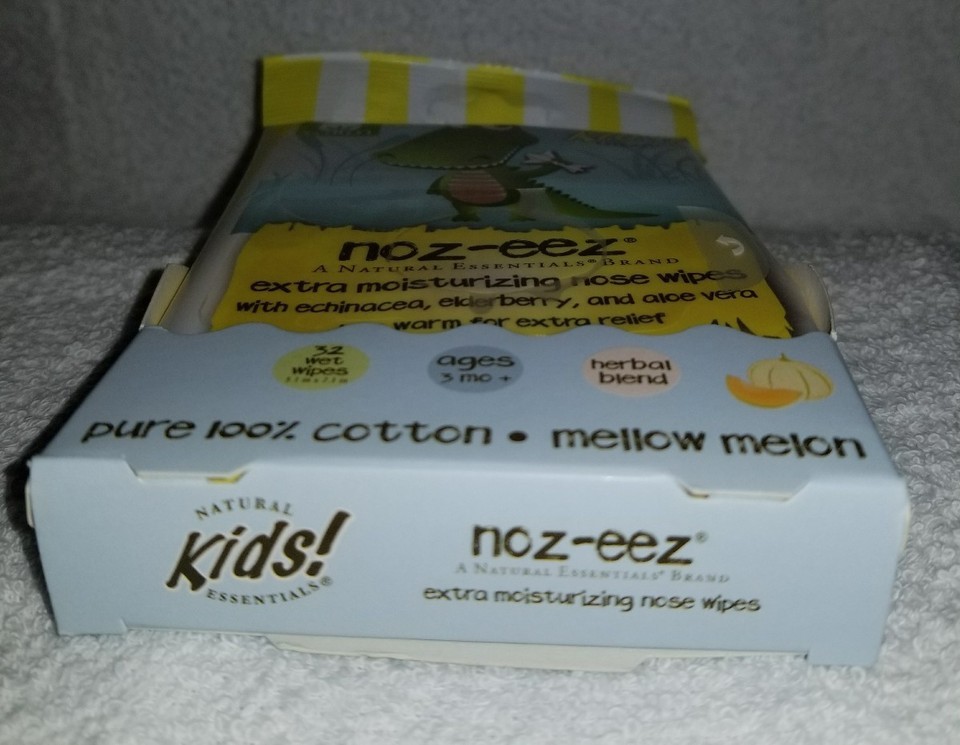 noz-eez®
A NATURAL ESSENTIALS® BRAND
extra moisturizing nose wipes
with echinacea, elderberry, and aloe vera
warm for extra relief
32
wet
wipes
ages
3 mo +
herbal
blend
pure 100% cotton • mellow melon
NATURAL
Kids!
ESSENTIALS®
noz-eez®
A NATURAL ESSENTIALS® BRAND
extra moisturizing nose wipes